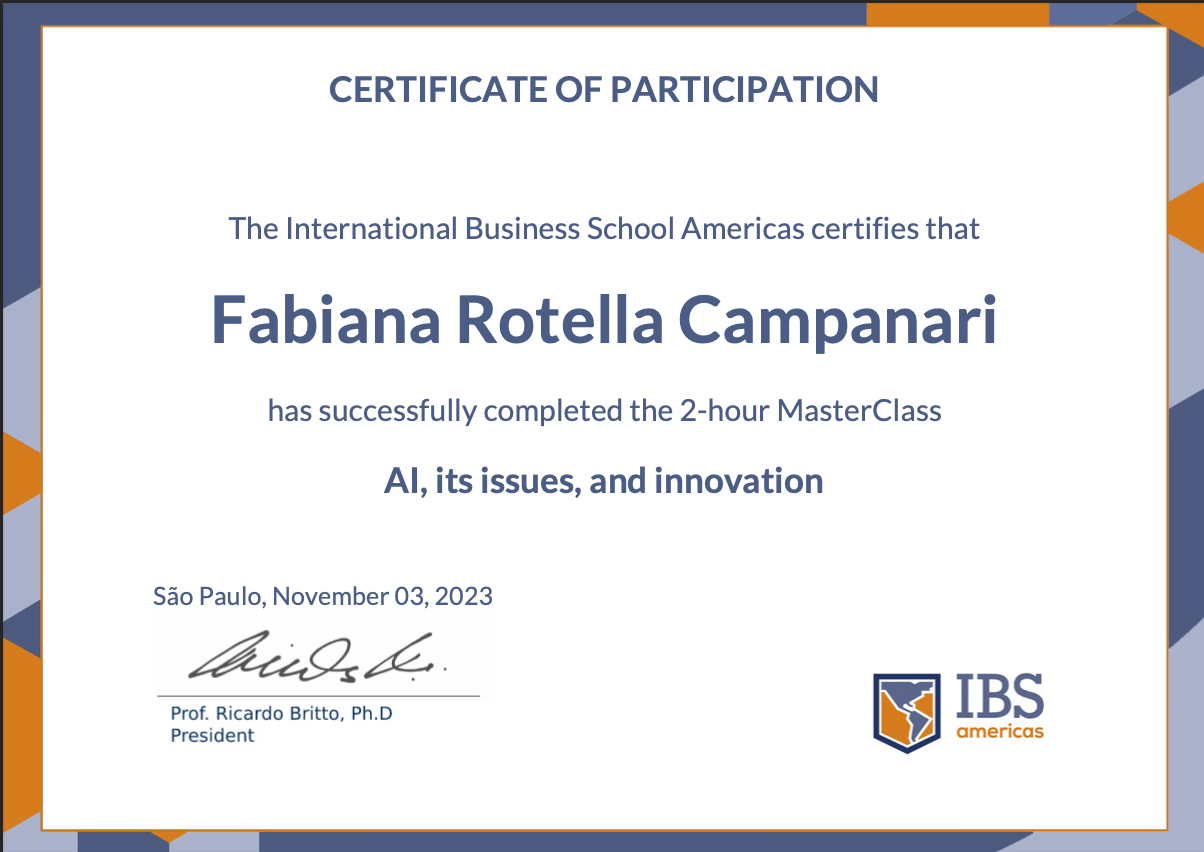 CERTIFICATE OF PARTICIPATION
The International Business School Americas certifies that
Fabiana Rotella Campanari
has successfully completed the 2-hour MasterClass
AI, its issues, and innovation
São Paulo, November 03, 2023
Prof. Ricardo Britto, Ph.D
President
IBS
americas